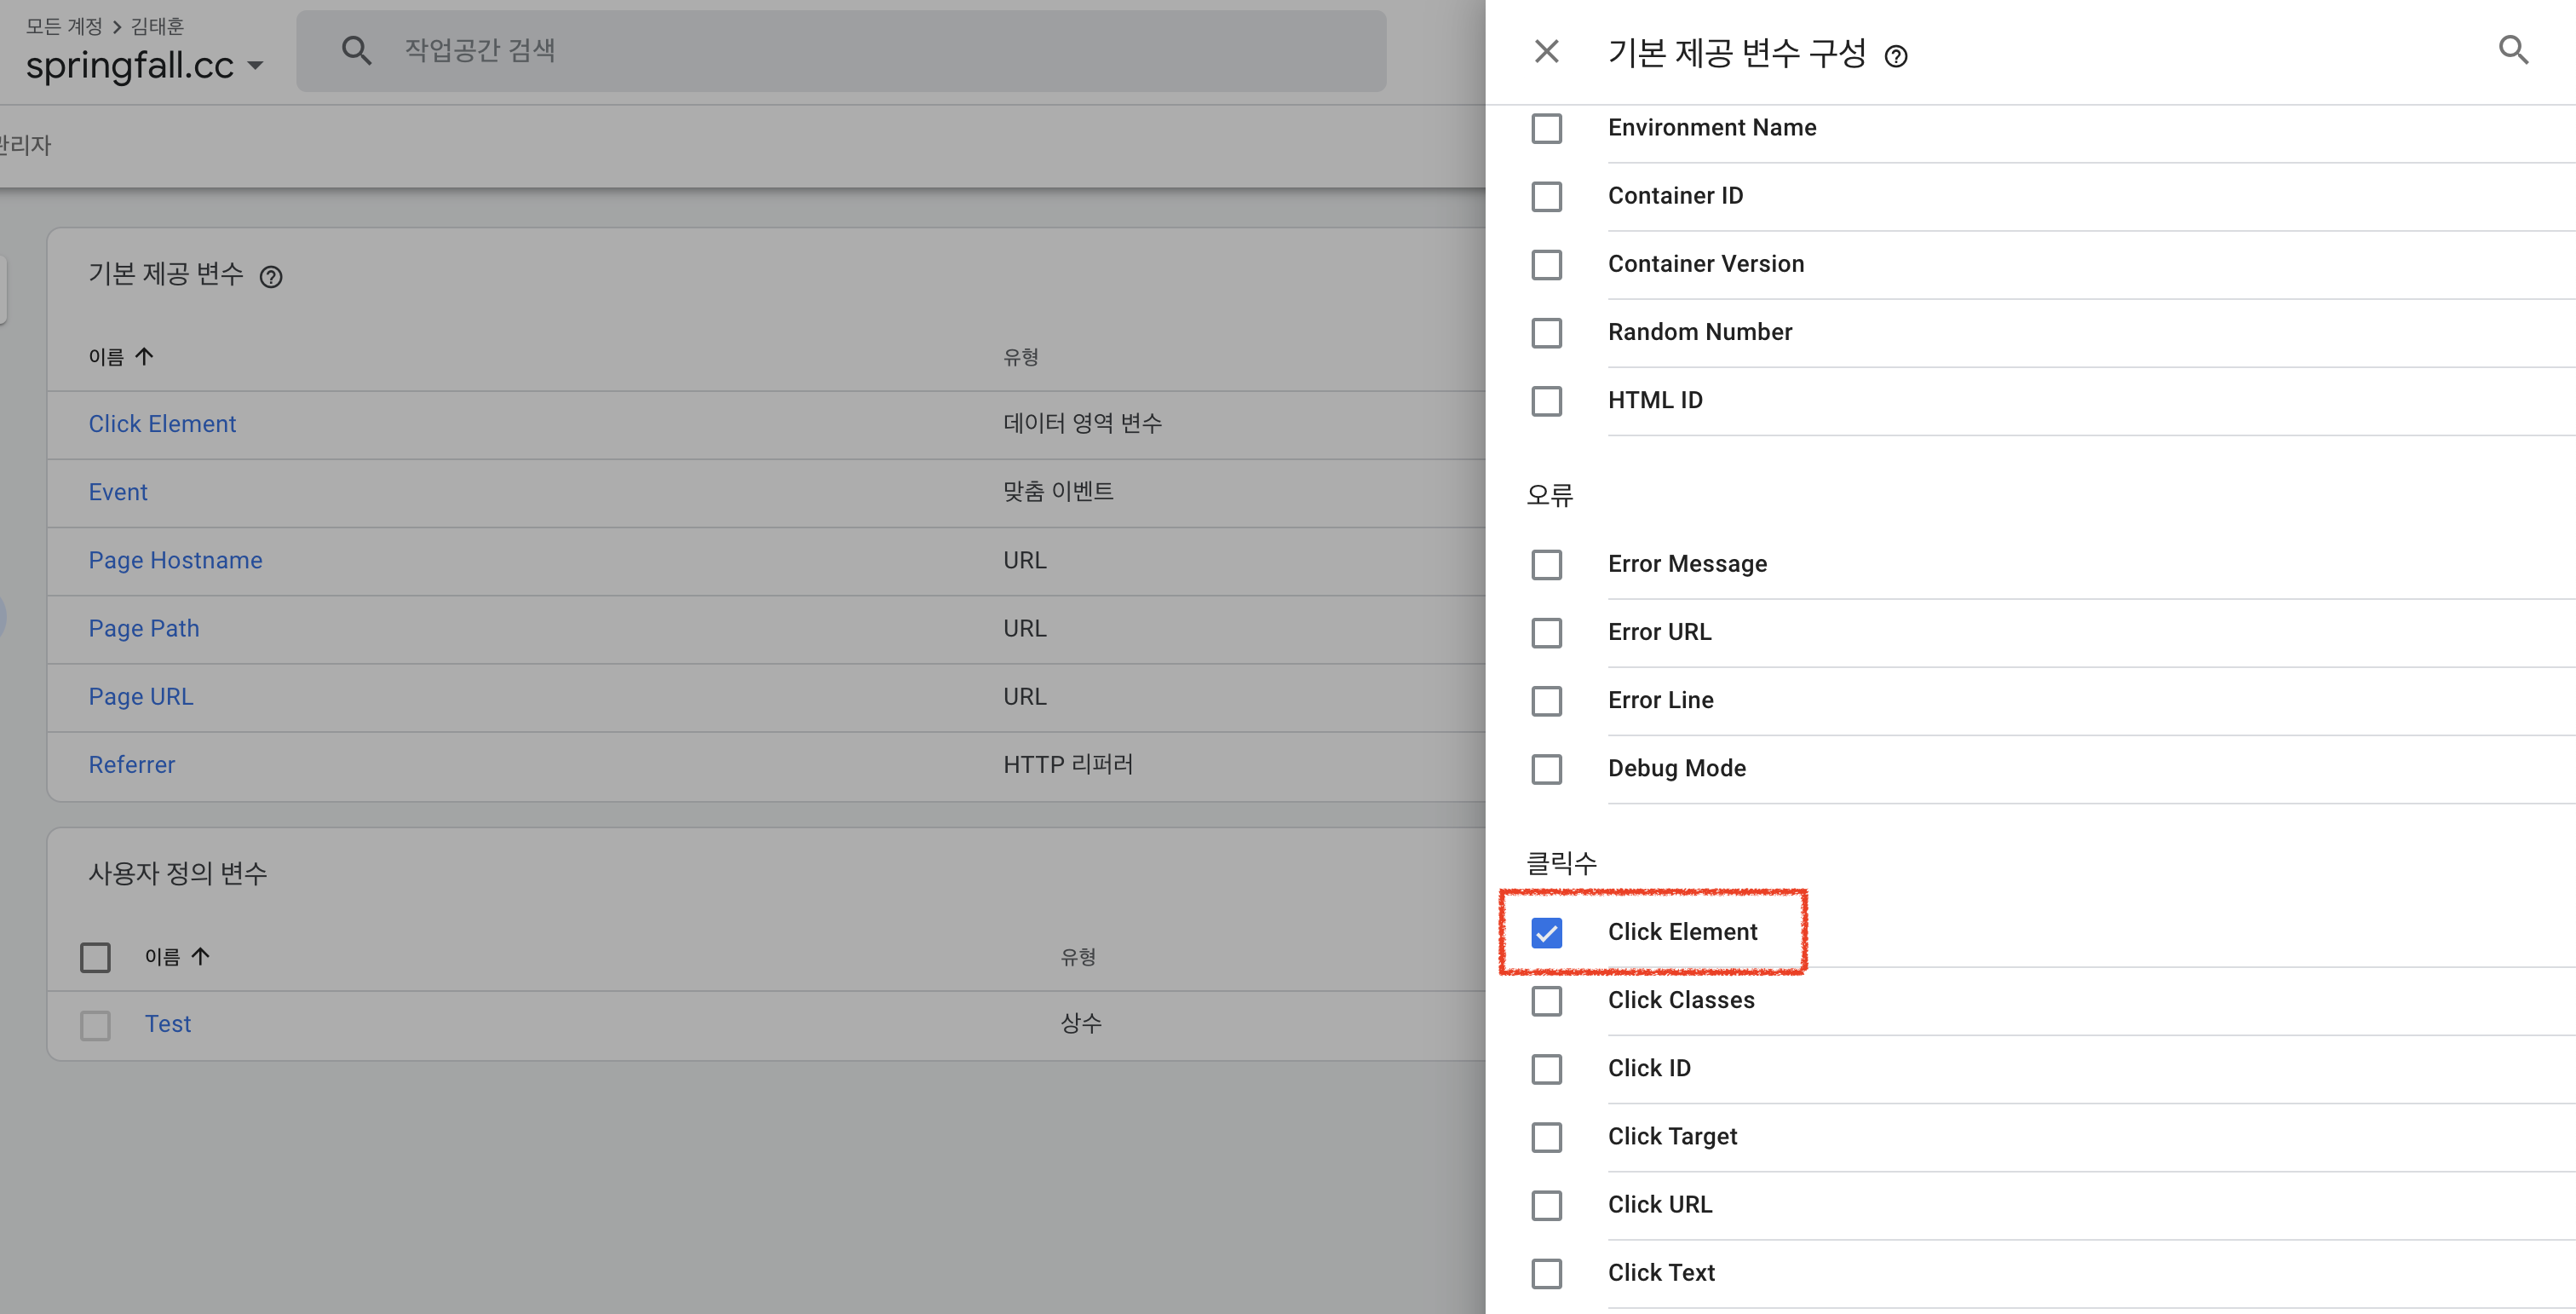 모든 계정 > 김태훈
springfall.cc
작업공간 검색
관리자
기본 제공 변수
이름 유형
Click Element 데이터 영역 변수
Event 맞춤 이벤트
Page Hostname URL
Page Path URL
Page URL URL
Referrer HTTP 리퍼러
사용자 정의 변수
이름 유형
Test 상수
기본 제공 변수 구성
Environment Name
Container ID
Container Version
Random Number
HTML ID
오류
Error Message
Error URL
Error Line
Debug Mode
클릭수
Click Element
Click Classes
Click ID
Click Target
Click URL
Click Text